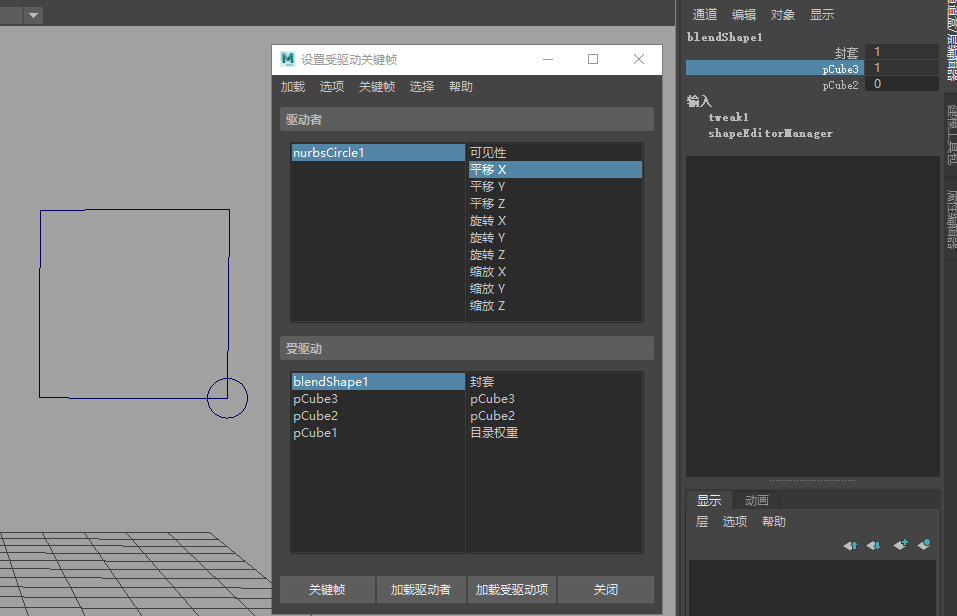 通道 编辑 对象 显示
blendShape1
封套 1
pCube3 1
pCube2 0
输入
tweak1
shapeEditorManager
设置受驱动关键帧
加载 选项 关键帧 选择 帮助
驱动者
nurbsCircle1
可见性
平移 X
平移 Y
平移 Z
旋转 X
旋转 Y
旋转 Z
缩放 X
缩放 Y
缩放 Z
受驱动
blendShape1
pCube3
pCube2
pCube1
封套
pCube3
pCube2
目录权重
关键帧 加载驱动者 加载受驱动项 关闭
显示 动画
层 选项 帮助
建模工具包
属性编辑器